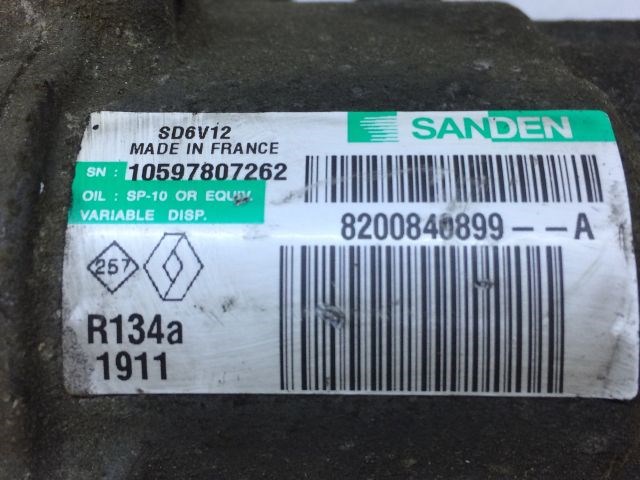 SD6V12
MADE IN FRANCE
SANDEN
SN : 10597807262
OIL : SP-10 OR EQUIV.
VARIABLE DISP.
8200840899--A
257
R134a
1911